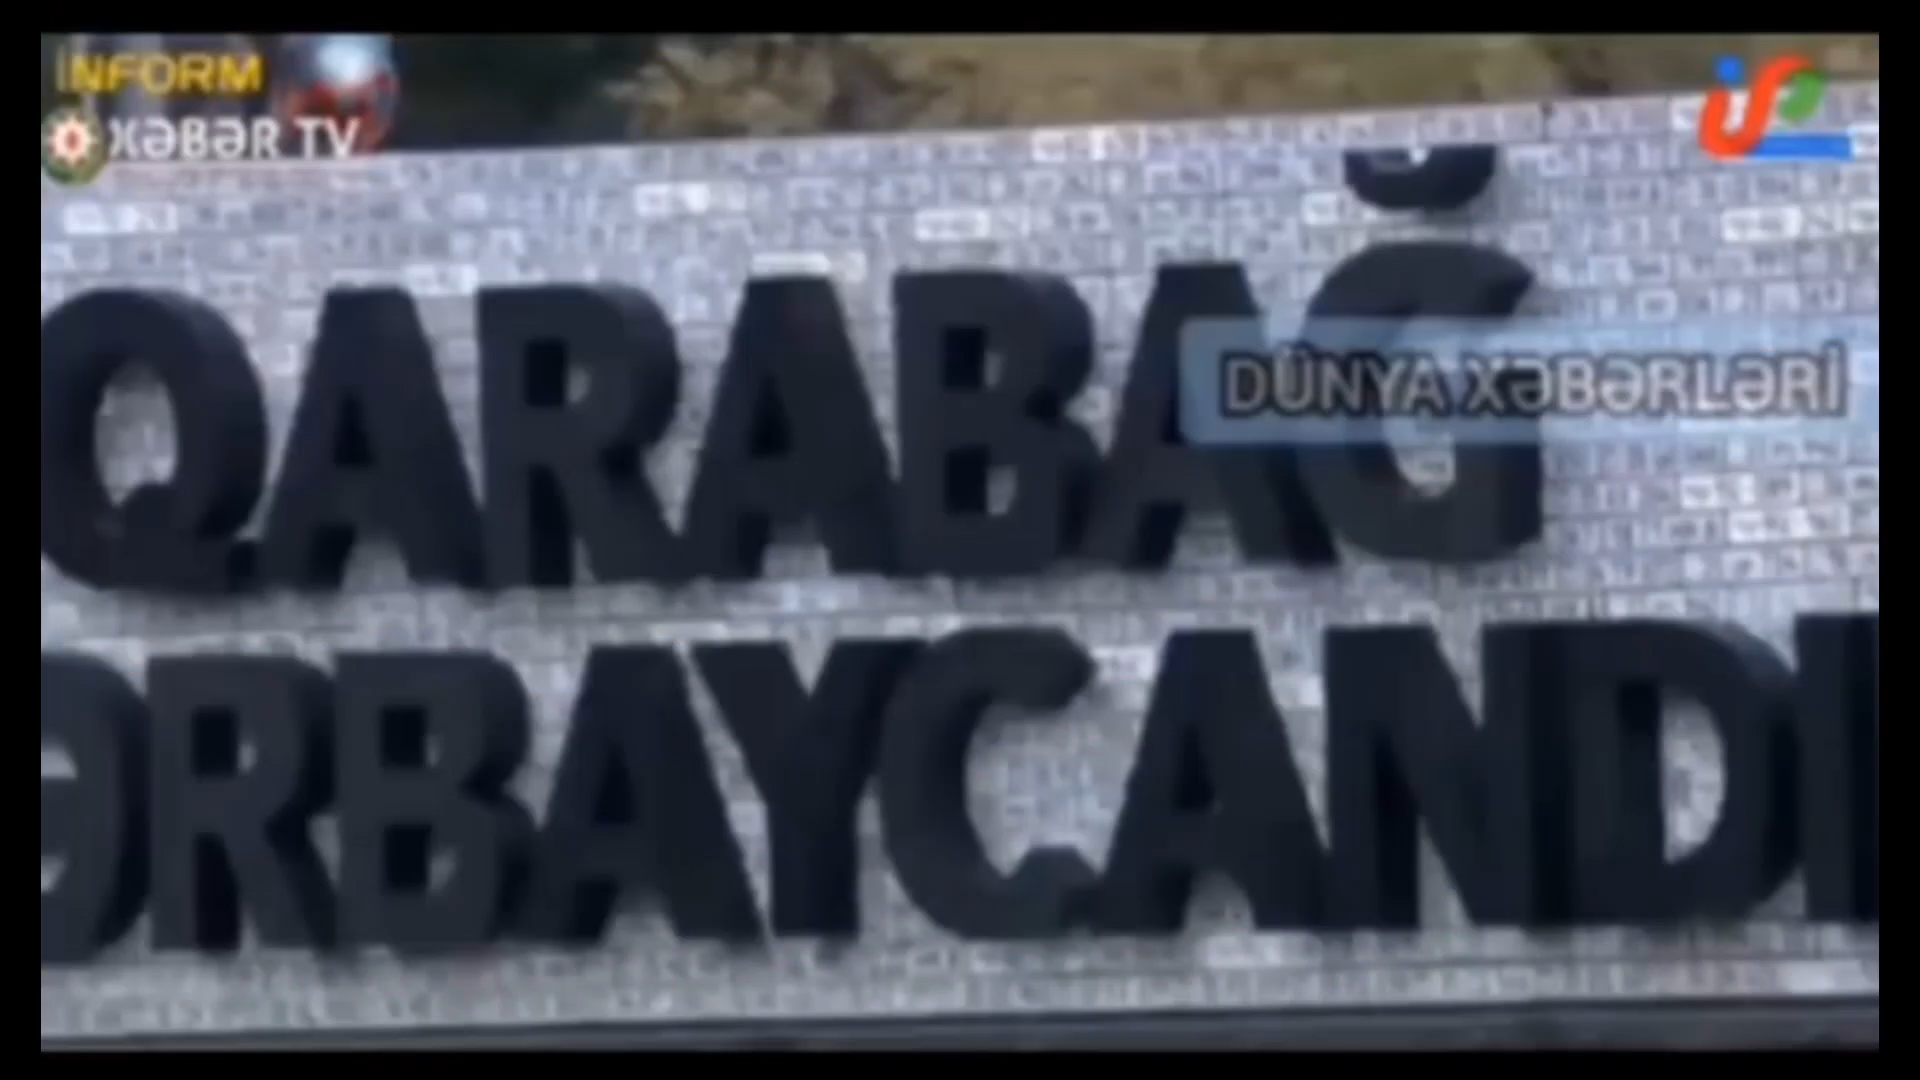 İNFORM
XƏBƏR TV
QARABAĞ
DÜNYA XƏBƏRLƏRİ
ƏRBAYCANDI